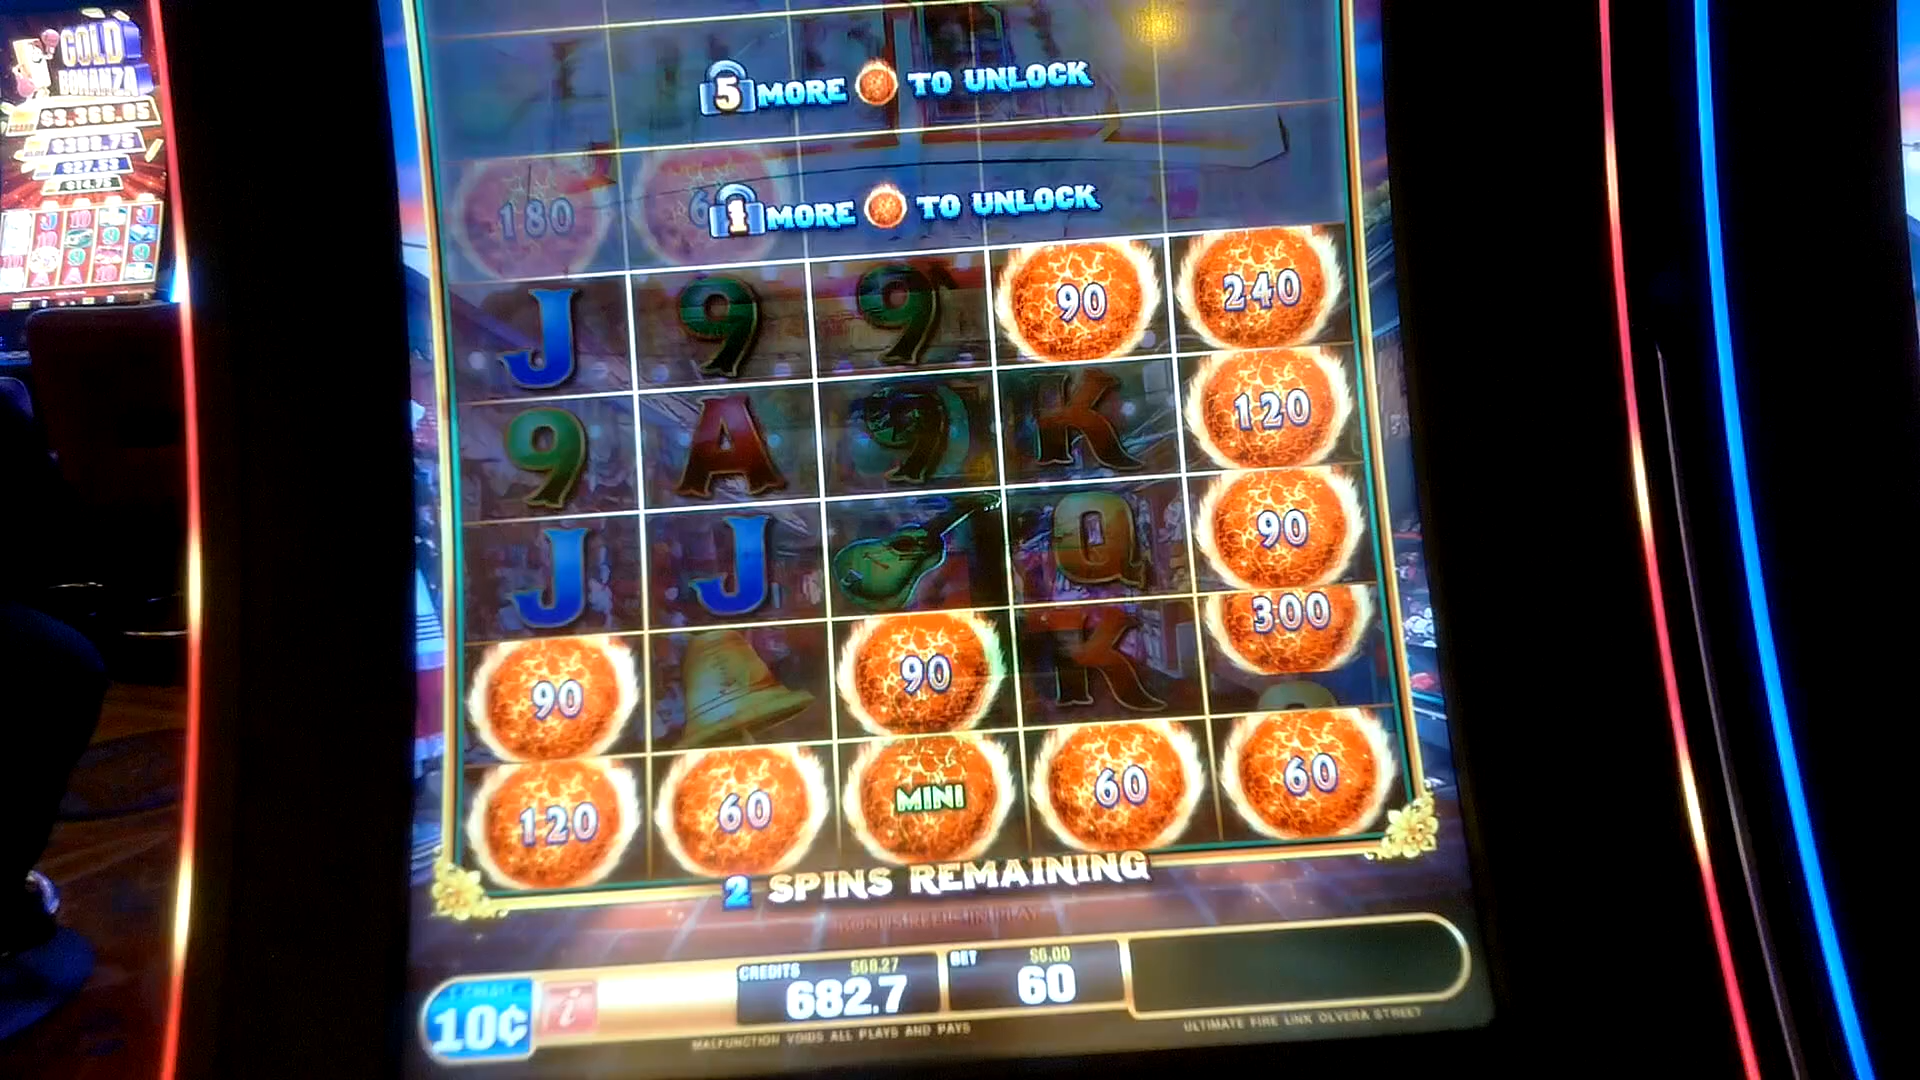 GOLD
BONANZA
5 MORE TO UNLOCK
180
1 MORE TO UNLOCK
J 9 9 90 240
9 A 9 K 120
J J Q 90
300
90 90 K
120 60 MINI 60 60
2 SPINS REMAINING
CREDITS $68.27
682.7
BET $6.00
60
10¢
i
MALFUNCTION VOIDS ALL PLAYS AND PAYS
ULTIMATE FIRE LINK OLVERA STREET